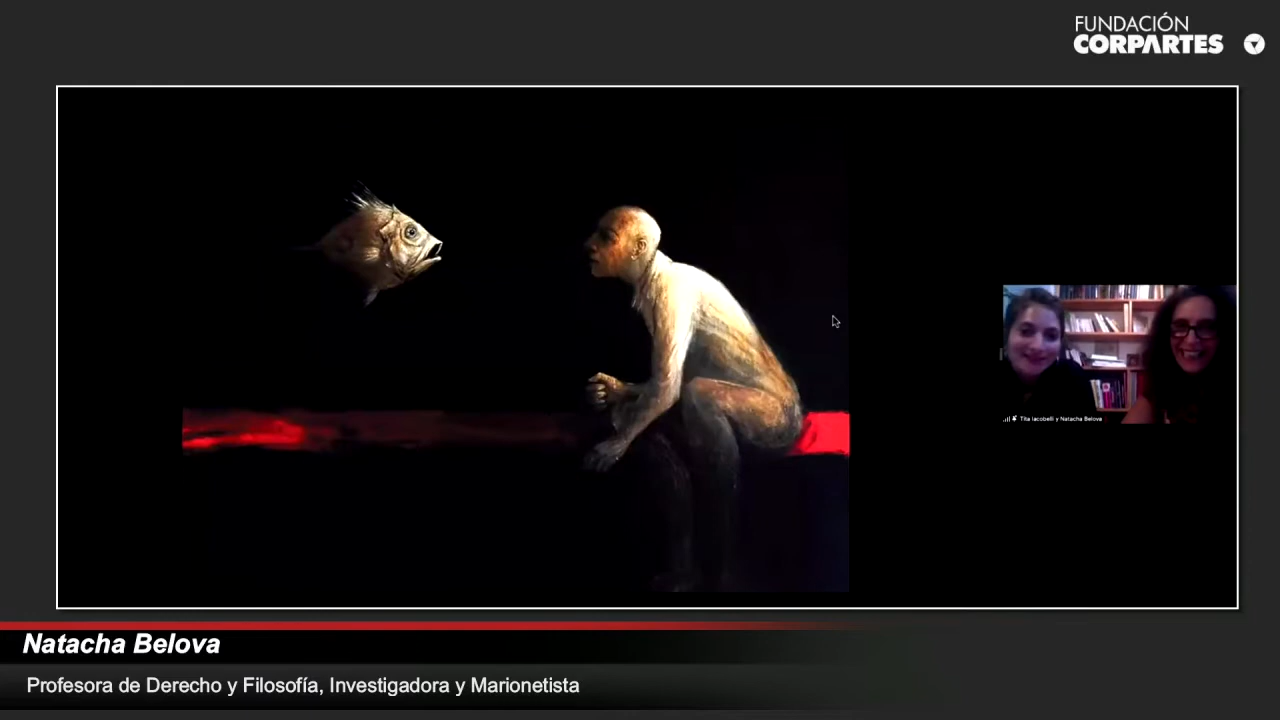 FUNDACIÓN
CORPARTES
Tita Iacobelli y Natacha Belova
Natacha Belova
Profesora de Derecho y Filosofía, Investigadora y Marionetista